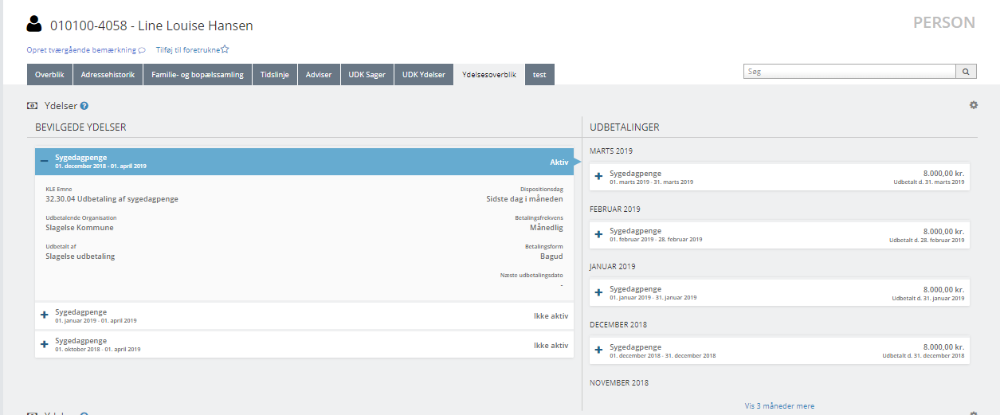 010100-4058 - Line Louise Hansen
PERSON
Opret tværgående bemærkning Tilføj til foretrukne
Overblik Adressehistorik Familie- og bopælssamling Tidslinje Adviser UDK Sager UDK Ydelser Ydelsesoverblik test
Søg
Ydelser
BEVILGEDE YDELSER
Sygedagpenge
01. december 2018 - 01. april 2019
Aktiv
KLE Emne
32.30.04 Udbetaling af sygedagpenge
Dispositionsdag
Sidste dag i måneden
Udbetalende Organisation
Slagelse Kommune
Betalingsfrekvens
Månedlig
Udbetalt af
Slagelse udbetaling
Betalingsform
Bagud
Næste udbetalingsdato
-
Sygedagpenge
01. januar 2019 - 01. april 2019
Ikke aktiv
Sygedagpenge
01. oktober 2018 - 01. april 2019
Ikke aktiv
UDBETALINGER
MARTS 2019
Sygedagpenge
01. marts 2019 - 31. marts 2019
8.000,00 kr.
Udbetalt d. 31. marts 2019
FEBRUAR 2019
Sygedagpenge
01. februar 2019 - 28. februar 2019
8.000,00 kr.
Udbetalt d. 28. februar 2019
JANUAR 2019
Sygedagpenge
01. januar 2019 - 31. januar 2019
8.000,00 kr.
Udbetalt d. 31. januar 2019
DECEMBER 2018
Sygedagpenge
01. december 2018 - 31. december 2018
8.000,00 kr.
Udbetalt d. 31. december 2018
NOVEMBER 2018
Vis 3 måneder mere